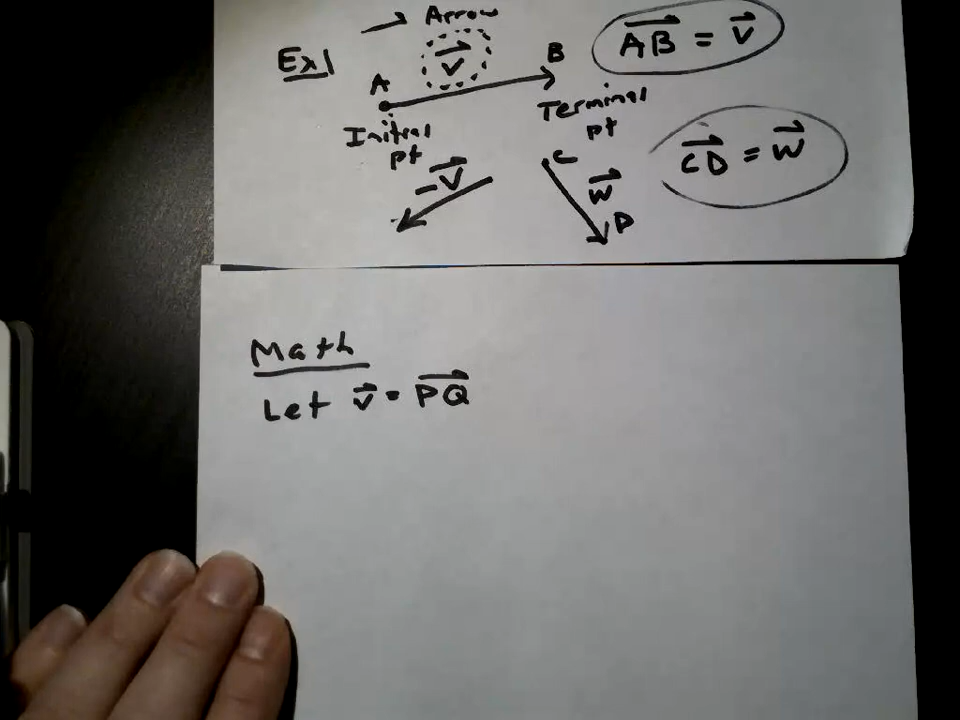 → Arrow
Ex1
v⃗
A
B
AB⃗ = v⃗
Initial pt
Terminal pt
-v⃗
C
w⃗
D
CD⃗ = w⃗
Math
Let v⃗ = PQ⃗